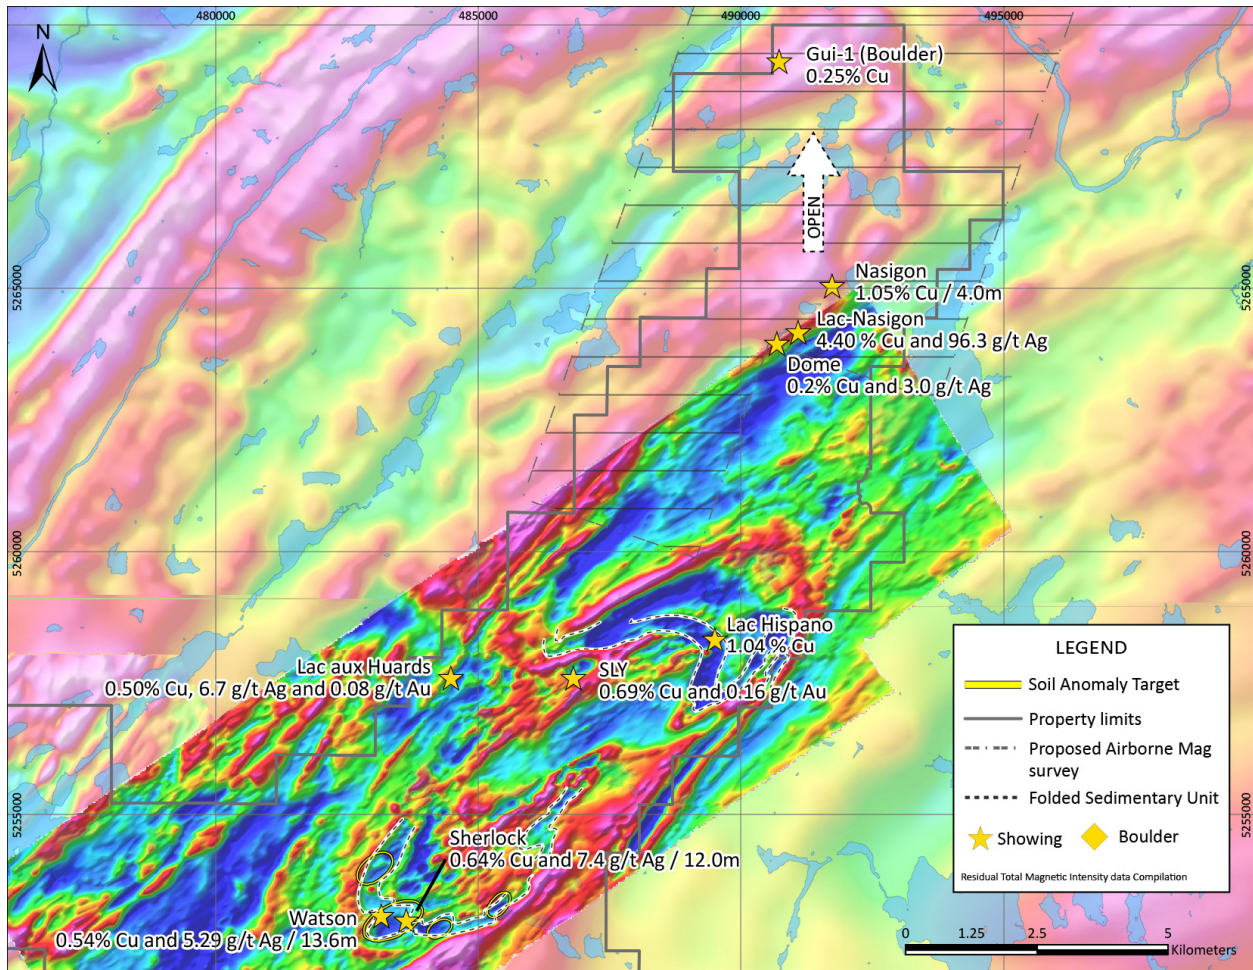 480000
485000
490000
495000
N
Gui-1 (Boulder)
0.25% Cu
OPEN
Nasigon
1.05% Cu / 4.0m
5265000
5265000
Lac-Nasigon
4.40 % Cu and 96.3 g/t Ag
Dome
0.2% Cu and 3.0 g/t Ag
5260000
5260000
Lac Hispano
1.04 % Cu
Lac aux Huards
0.50% Cu, 6.7 g/t Ag and 0.08 g/t Au
SLY
0.69% Cu and 0.16 g/t Au
5255000
5255000
Sherlock
0.64% Cu and 7.4 g/t Ag / 12.0m
Watson
0.54% Cu and 5.29 g/t Ag / 13.6m
LEGEND
Soil Anomaly Target
Property limits
Proposed Airborne Mag
survey
Folded Sedimentary Unit
Showing
Boulder
Residual Total Magnetic Intensity data Compilation
0 1.25 2.5 5
Kilometers